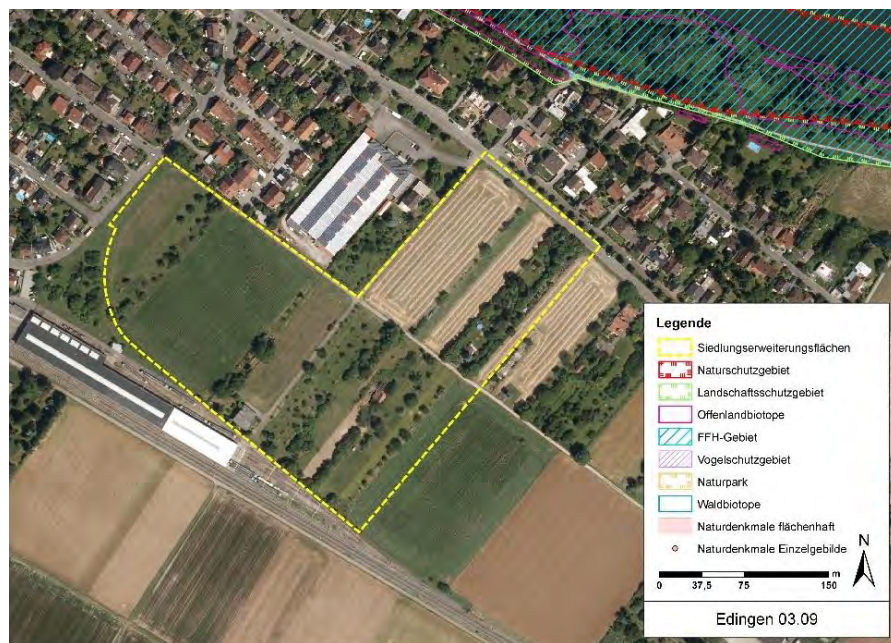 Legende
Siedlungserweiterungsflächen
Naturschutzgebiet
Landschaftsschutzgebiet
Offenlandbiotope
FFH-Gebiet
Vogelschutzgebiet
Naturpark
Waldbiotope
Naturdenkmale flächenhaft
Naturdenkmale Einzelgebilde
N
m
0 37,5 75 150
Edingen 03.09